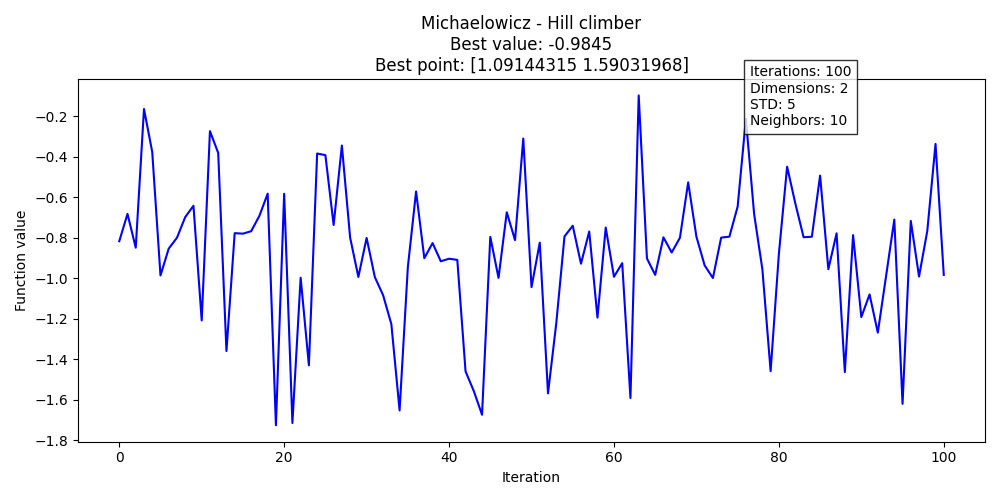 Michaelowicz - Hill climber
Best value: -0.9845
Best point: [1.09144315 1.59031968]
Iterations: 100
Dimensions: 2
STD: 5
Neighbors: 10
Function value
−0.2
−0.4
−0.6
−0.8
−1.0
−1.2
−1.4
−1.6
−1.8
0
20
40
60
80
100
Iteration